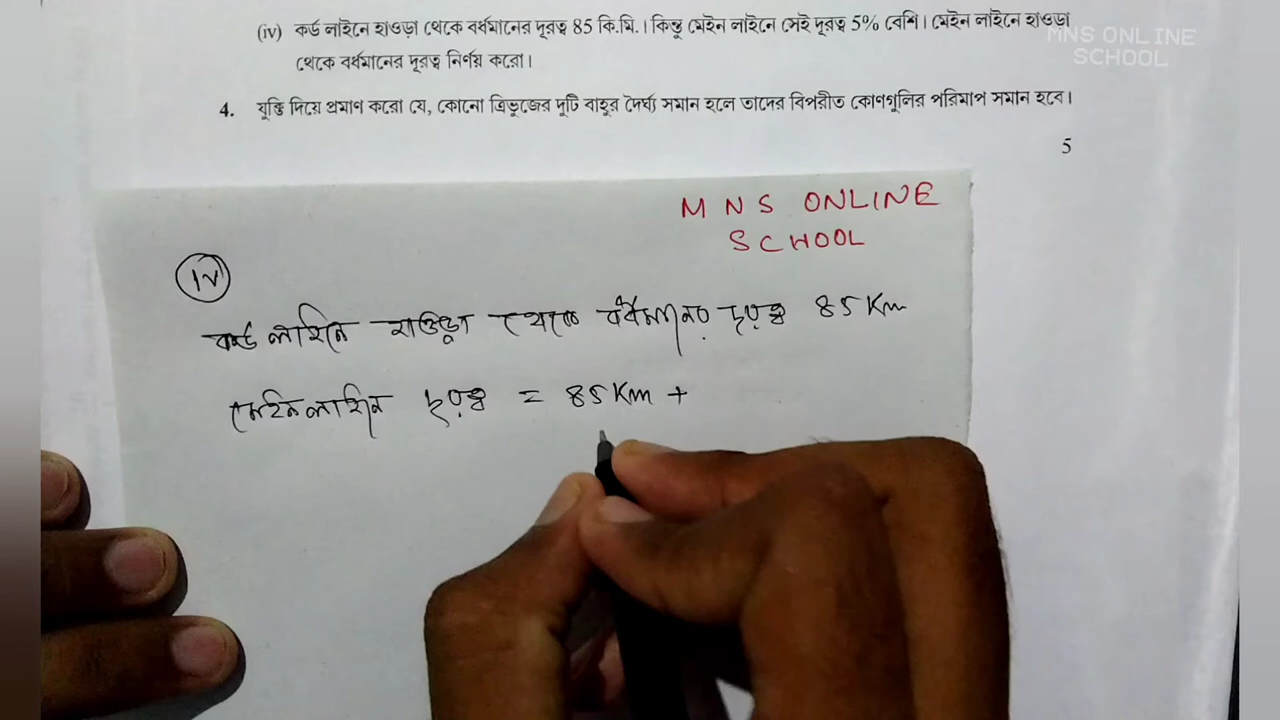 (iv) কর্ড লাইনে হাওড়া থেকে বর্ধমানের দূরত্ব 85 কি.মি.। কিন্তু মেইন লাইনে সেই দূরত্ব 5% বেশি। মেইন লাইনে হাওড়া
থেকে বর্ধমানের দূরত্ব নির্ণয় করো।
MNS ONLINE
SCHOOL
4. যুক্তি দিয়ে প্রমাণ করো যে, কোনো ত্রিভুজের দুটি বাহুর দৈর্ঘ্য সমান হলে তাদের বিপরীত কোণগুলির পরিমাপ সমান হবে।
5
MNS ONLINE
SCHOOL
iv
কর্ড লাইনে হাওড়া থেকে বর্ধমানের দূরত্ব 85 Km
মেইন লাইনে দূরত্ব = 85 Km +